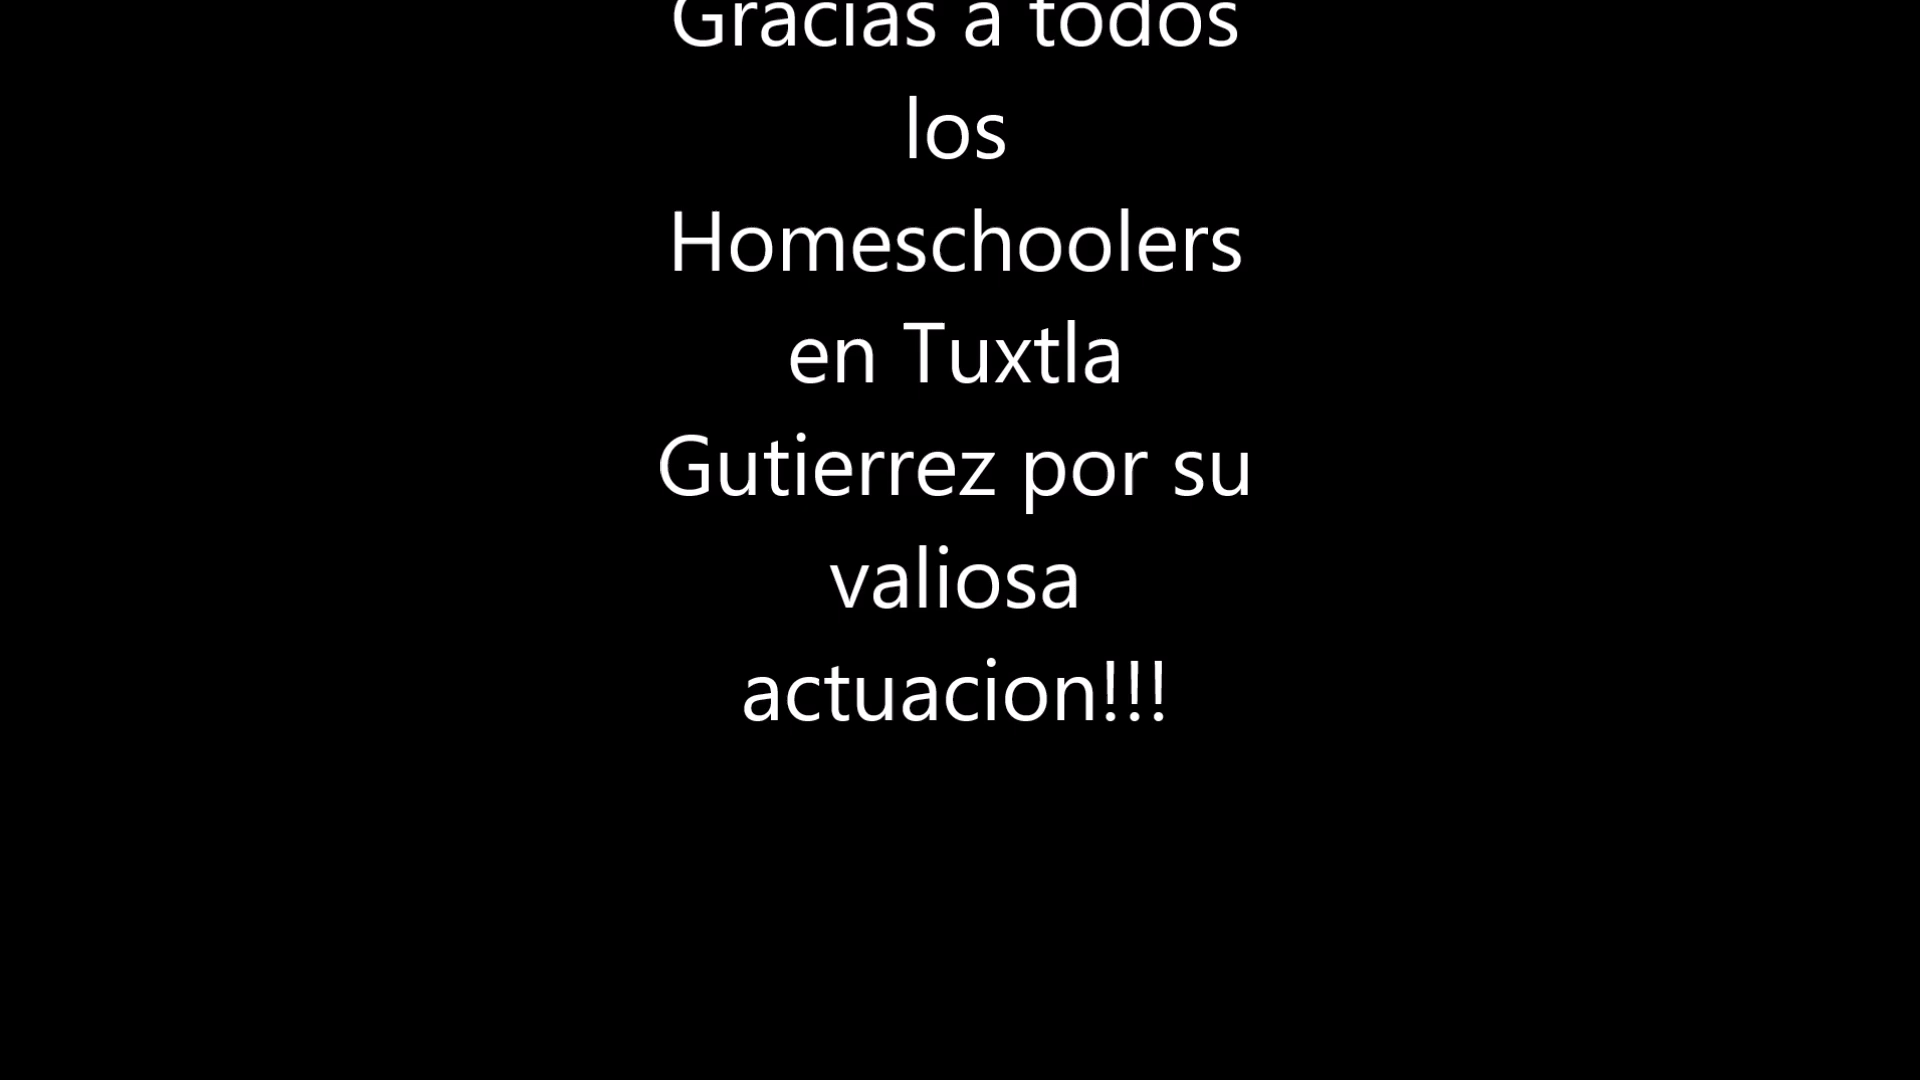 Gracias a todos
los
Homeschoolers
en Tuxtla
Gutierrez por su
valiosa
actuacion!!!